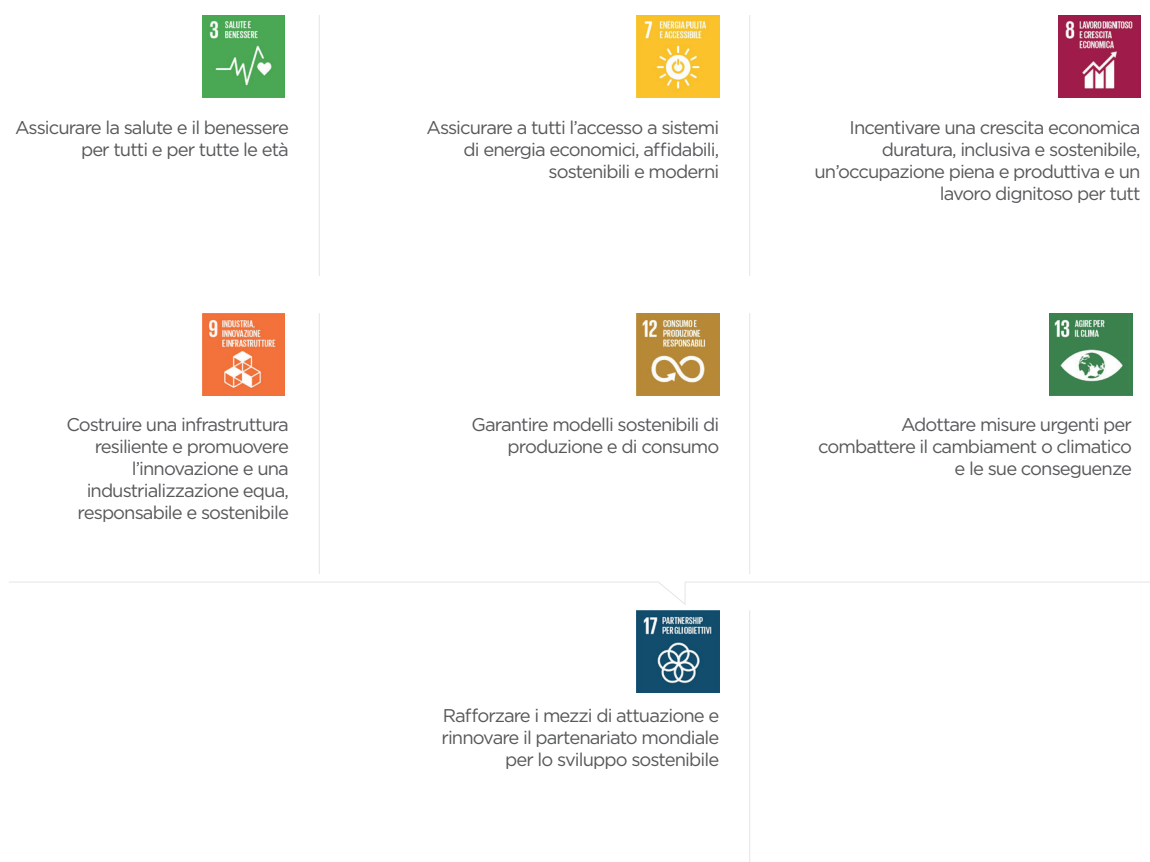 3 SALUTE E
BENESSERE
Assicurare la salute e il benessere
per tutti e per tutte le età
7 ENERGIA PULITA
E ACCESSIBILE
Assicurare a tutti l’accesso a sistemi
di energia economici, affidabili,
sostenibili e moderni
8 LAVORO DIGNITOSO
E CRESCITA
ECONOMICA
Incentivare una crescita economica
duratura, inclusiva e sostenibile,
un’occupazione piena e produttiva e un
lavoro dignitoso per tutt
9 INDUSTRIA,
INNOVAZIONE
E INFRASTRUTTURE
Costruire una infrastruttura
resiliente e promuovere
l’innovazione e una
industrializzazione equa,
responsabile e sostenibile
12 CONSUMO E
PRODUZIONE
RESPONSABILI
Garantire modelli sostenibili di
produzione e di consumo
13 AGIRE PER
IL CLIMA
Adottare misure urgenti per
combattere il cambiament o climatico
e le sue conseguenze
17 PARTNERSHIP
PER GLI OBIETTIVI
Rafforzare i mezzi di attuazione e
rinnovare il partenariato mondiale
per lo sviluppo sostenibile